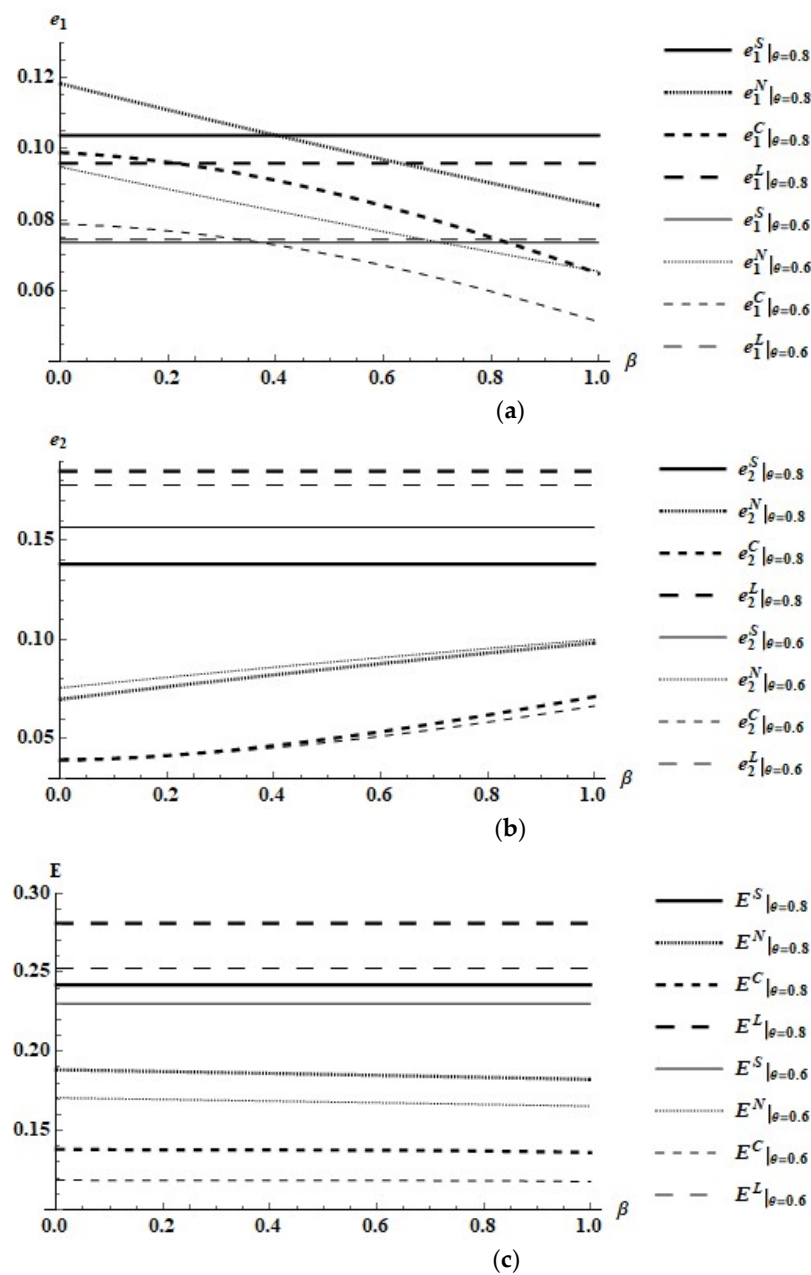 e₁
0.12
0.10
0.08
0.06
0.0 0.2 0.4 0.6 0.8 1.0 β
e₁ˢ|θ=0.8
e₁ᴺ|θ=0.8
e₁ᶜ|θ=0.8
e₁ᴸ|θ=0.8
e₁ˢ|θ=0.6
e₁ᴺ|θ=0.6
e₁ᶜ|θ=0.6
e₁ᴸ|θ=0.6
(a)
e₂
0.15
0.10
0.05
0.0 0.2 0.4 0.6 0.8 1.0 β
e₂ˢ|θ=0.8
e₂ᴺ|θ=0.8
e₂ᶜ|θ=0.8
e₂ᴸ|θ=0.8
e₂ˢ|θ=0.6
e₂ᴺ|θ=0.6
e₂ᶜ|θ=0.6
e₂ᴸ|θ=0.6
(b)
E
0.30
0.25
0.20
0.15
0.0 0.2 0.4 0.6 0.8 1.0 β
Eˢ|θ=0.8
Eᴺ|θ=0.8
Eᶜ|θ=0.8
Eᴸ|θ=0.8
Eˢ|θ=0.6
Eᴺ|θ=0.6
Eᶜ|θ=0.6
Eᴸ|θ=0.6
(c)